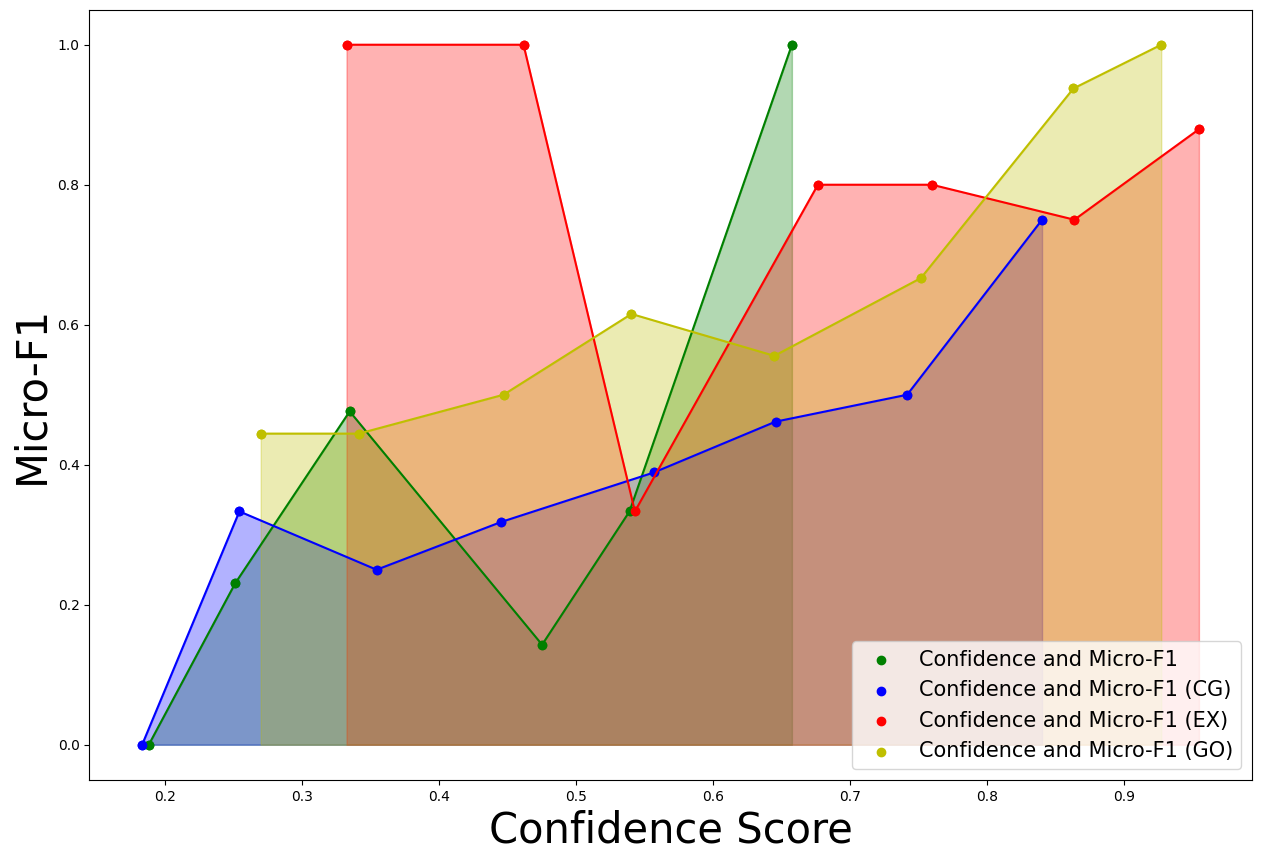 Micro-F1
1.0
0.8
0.6
0.4
0.2
0.0
0.2 0.3 0.4 0.5 0.6 0.7 0.8 0.9
Confidence Score
Confidence and Micro-F1
Confidence and Micro-F1 (CG)
Confidence and Micro-F1 (EX)
Confidence and Micro-F1 (GO)